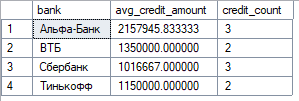 bank avg_credit_amount credit_count
1 Альфа-Банк 2157945.833333 3
2 ВТБ 1350000.000000 2
3 Сбербанк 1016667.000000 3
4 Тинькофф 1150000.000000 2